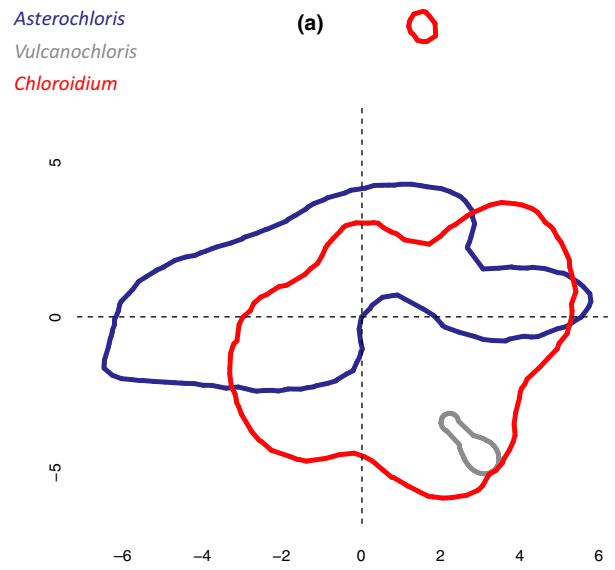 Asterochloris
(a)
Vulcanochloris
Chloroidium
5
0
–5
–6 –4 –2 0 2 4 6